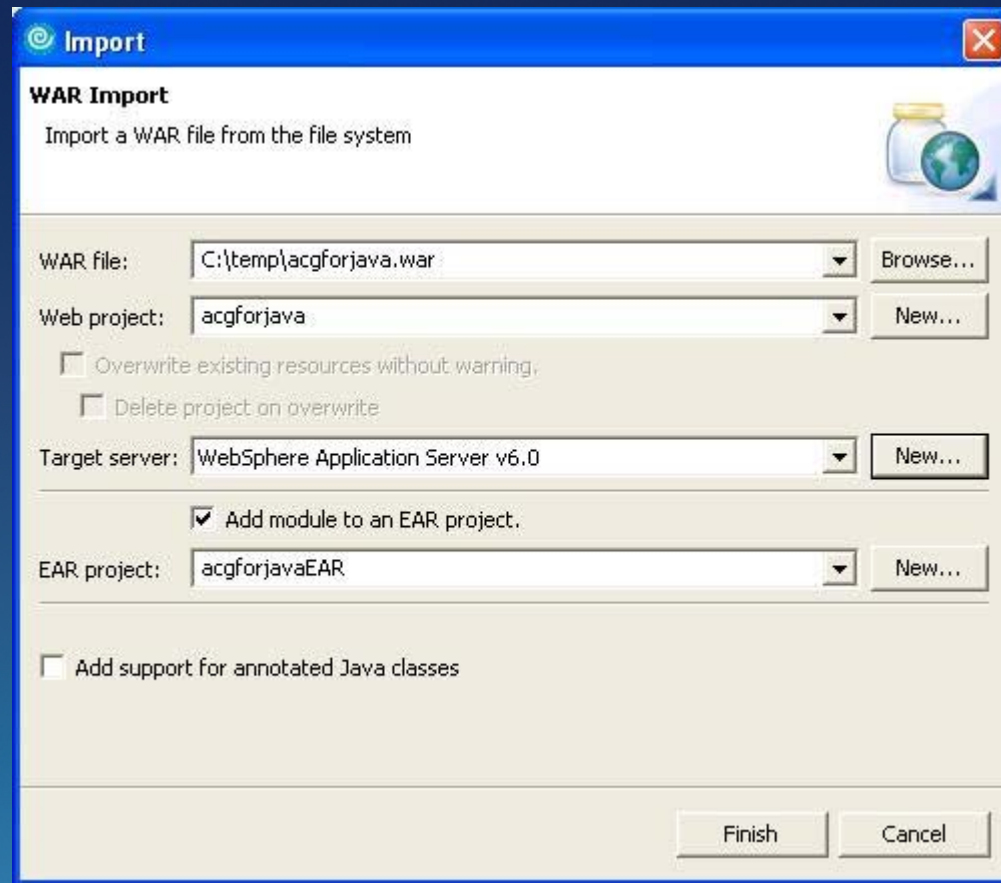 Import
WAR Import
Import a WAR file from the file system
WAR file: C:\temp\acgforjava.war Browse...
Web project: acgforjava New...
Overwrite existing resources without warning.
Delete project on overwrite
Target server: WebSphere Application Server v6.0 New...
Add module to an EAR project.
EAR project: acgforjavaEAR New...
Add support for annotated Java classes
Finish Cancel